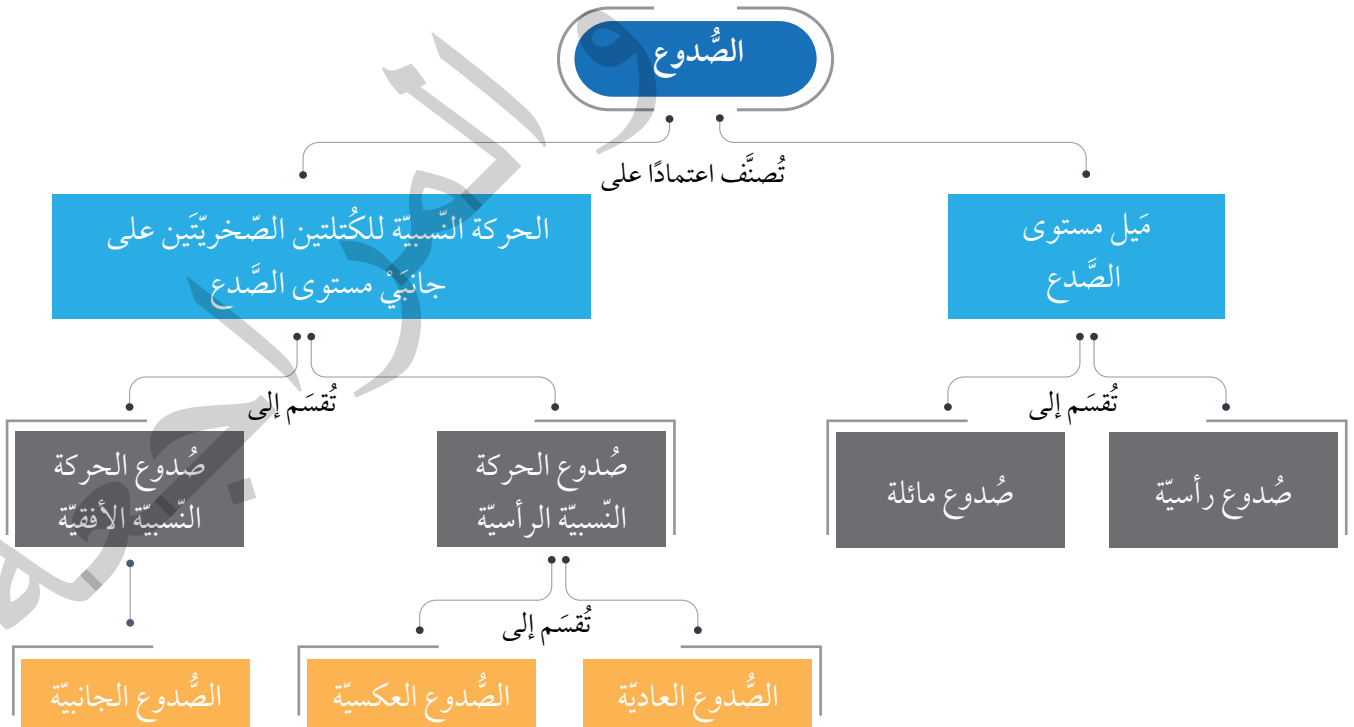 الصُّدوع
تُصنَّف اعتمادًا على
مَيل مستوى
الصَّدع
الحركة النّسبيّة للكُتلتين الصّخريّتَين على
جانبَيْ مستوى الصَّدع
تُقسَم إلى
تُقسَم إلى
صُدوع رأسيّة
صُدوع مائلة
صُدوع الحركة
النّسبيّة الرأسيّة
صُدوع الحركة
النّسبيّة الأفقيّة
تُقسَم إلى
الصُّدوع العاديّة
الصُّدوع العكسيّة
الصُّدوع الجانبيّة
والمراجعة